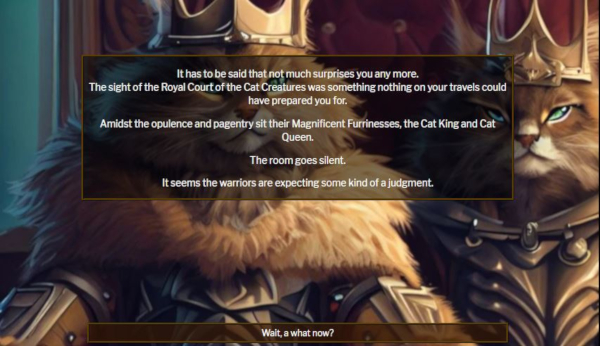 It has to be said that not much surprises you any more.
The sight of the Royal Court of the Cat Creatures was something nothing on your travels could
have prepared you for.
Amidst the opulence and pagentry sit their Magnificent Furrinesses, the Cat King and Cat
Queen.
The room goes silent.
It seems the warriors are expecting some kind of a judgment.
Wait, a what now?